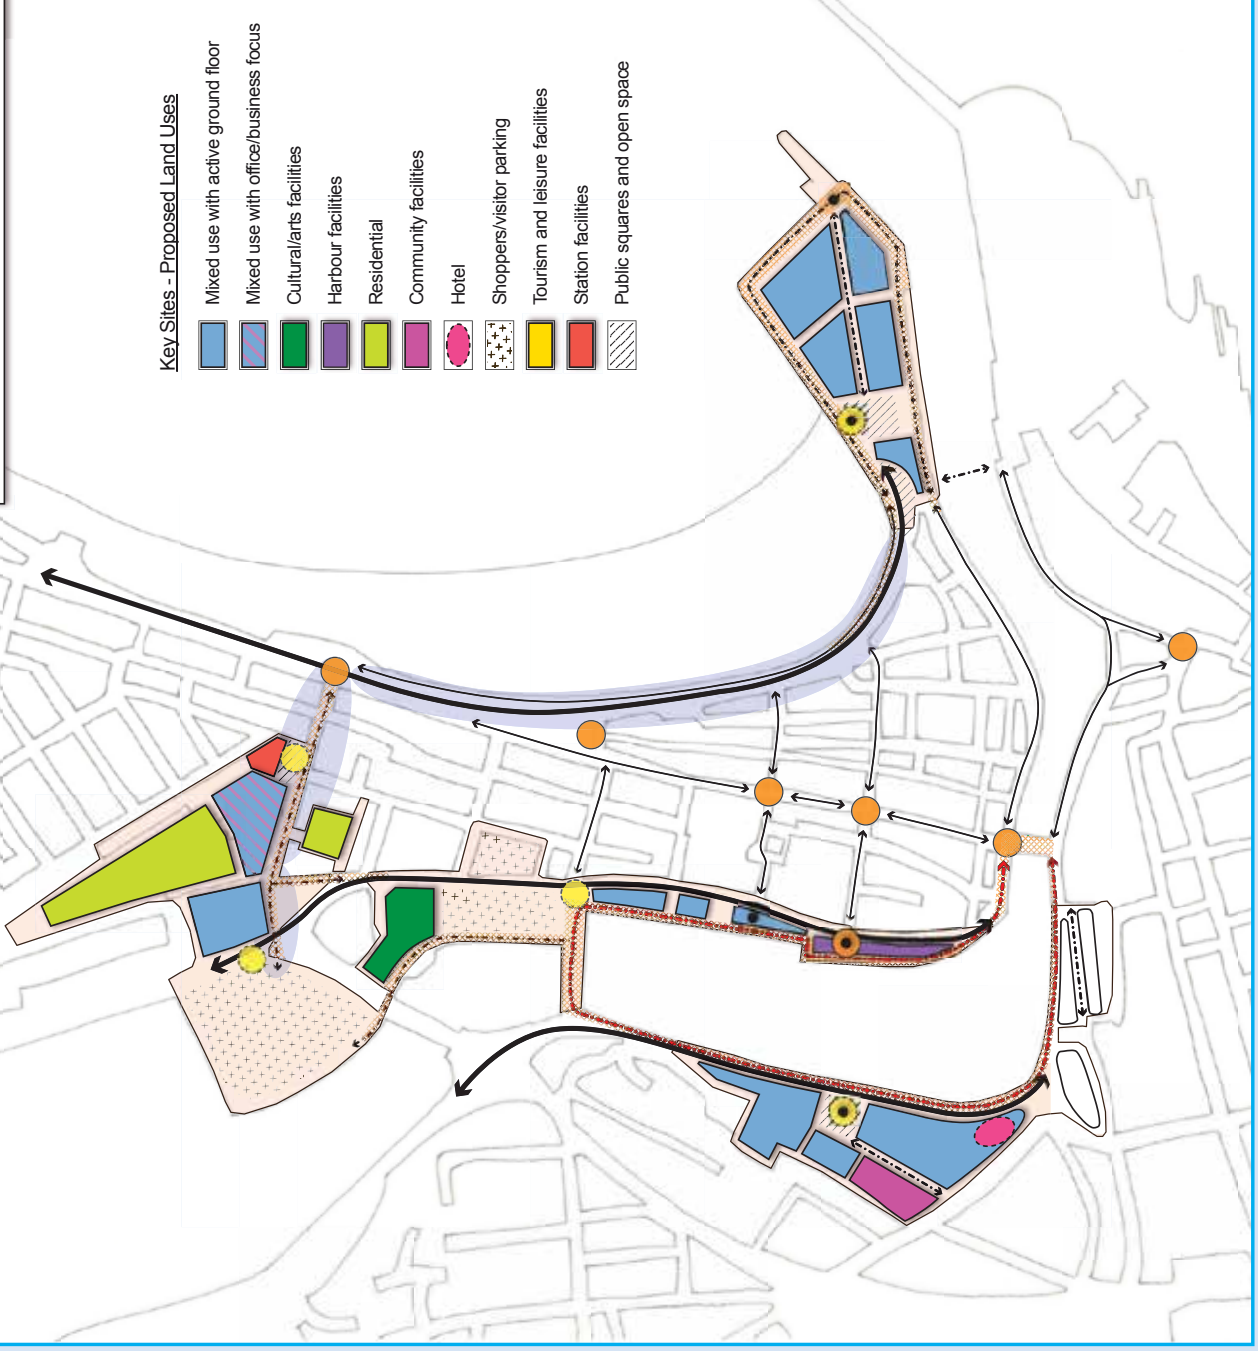 Key Sites - Proposed Land Uses
Mixed use with active ground floor
Mixed use with office/business focus
Cultural/arts facilities
Harbour facilities
Residential
Community facilities
Hotel
Shoppers/visitor parking
Tourism and leisure facilities
Station facilities
Public squares and open space